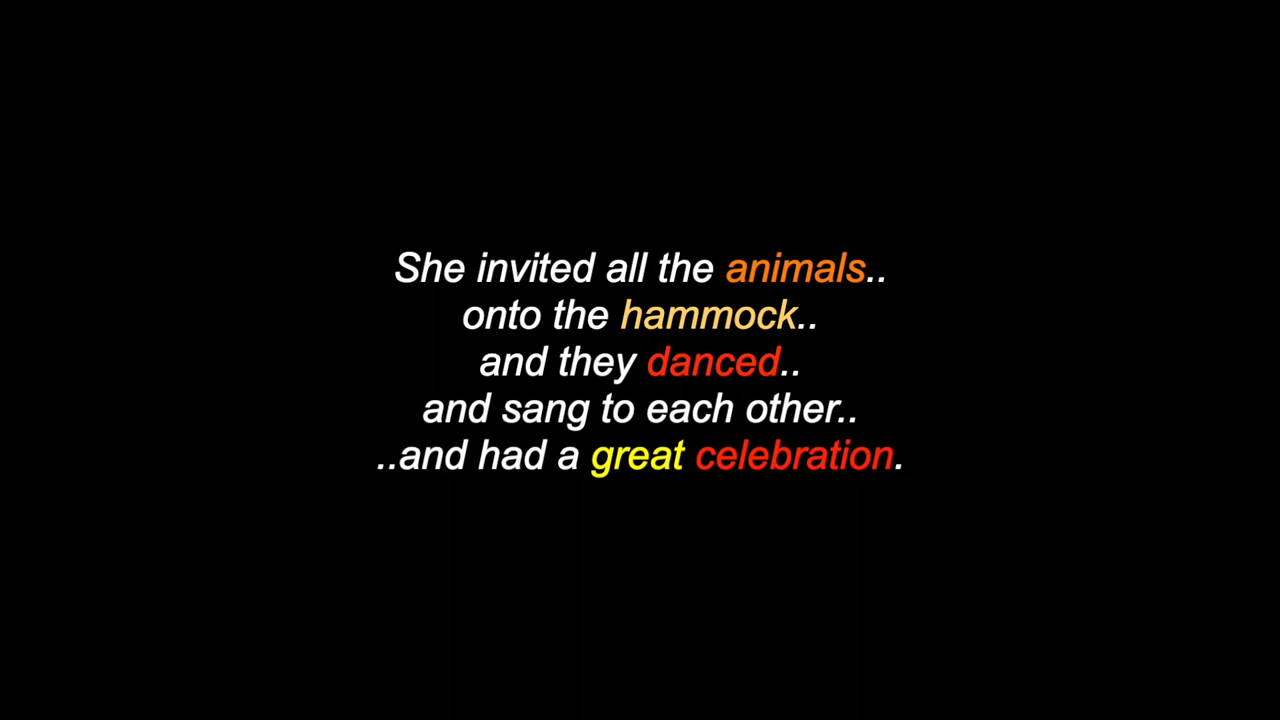 She invited all the animals..
onto the hammock..
and they danced..
and sang to each other..
..and had a great celebration.